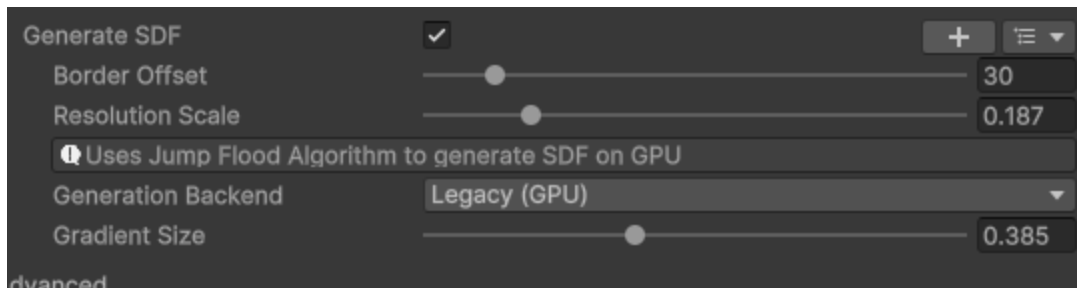 Generate SDF
Border Offset 30
Resolution Scale 0.187
Uses Jump Flood Algorithm to generate SDF on GPU
Generation Backend Legacy (GPU)
Gradient Size 0.385
dvanced